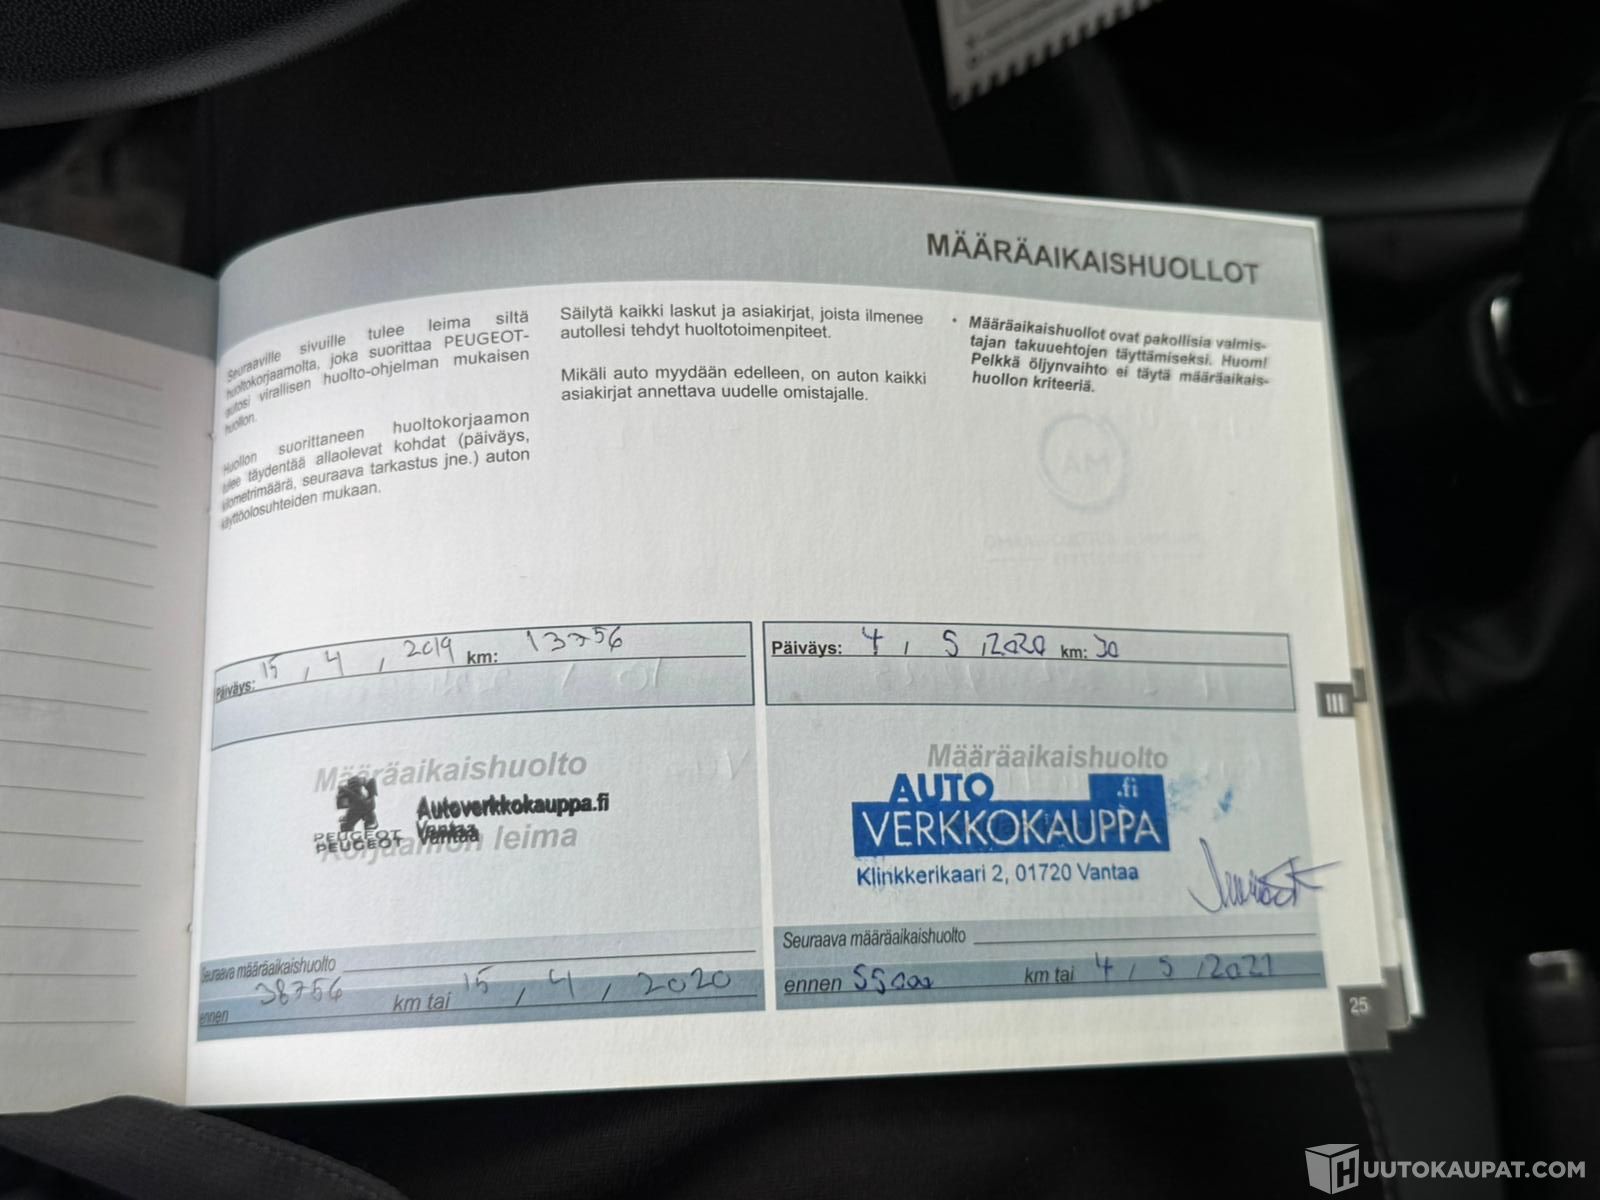 MÄÄRÄAIKAISHUOLLOT
Seuraaville sivuille tulee leima siltä
huoltokorjaamolta, joka suorittaa PEUGEOT-
autosi virallisen huolto-ohjelman mukaisen
huollon.
Huollon suorittaneen huoltokorjaamon
tulee täydentää allaolevat kohdat (päiväys,
kilometrimäärä, seuraava tarkastus jne.) auton
käyttöolosuhteiden mukaan.
Säilytä kaikki laskut ja asiakirjat, joista ilmenee
autollesi tehdyt huoltotoimenpiteet.
Mikäli auto myydään edelleen, on auton kaikki
asiakirjat annettava uudelle omistajalle.
• Määräaikaishuollot ovat pakollisia valmis-
tajan takuuehtojen täyttämiseksi. Huom!
Pelkkä öljynvaihto ei täytä määräaikais-
huollon kriteeriä.
Päiväys: 15 , 4 , 2019 km: 13756
Määräaikaishuolto
Autoverkkokauppa.fi
PEUGEOT Vantaa
PEUGEOT Vantaa
Korjaamon leima
Seuraava määräaikaishuolto
ennen 38756 km tai 15 , 4 , 2020
Päiväys: 4 , 5 , 2020 km: 30
Määräaikaishuolto
AUTO .fi
VERKKOKAUPPA
Klinkkerikaari 2, 01720 Vantaa
Seuraava määräaikaishuolto
ennen 55000 km tai 4 , 5 , 2021
III
25
HUUTOKAUPAT.COM